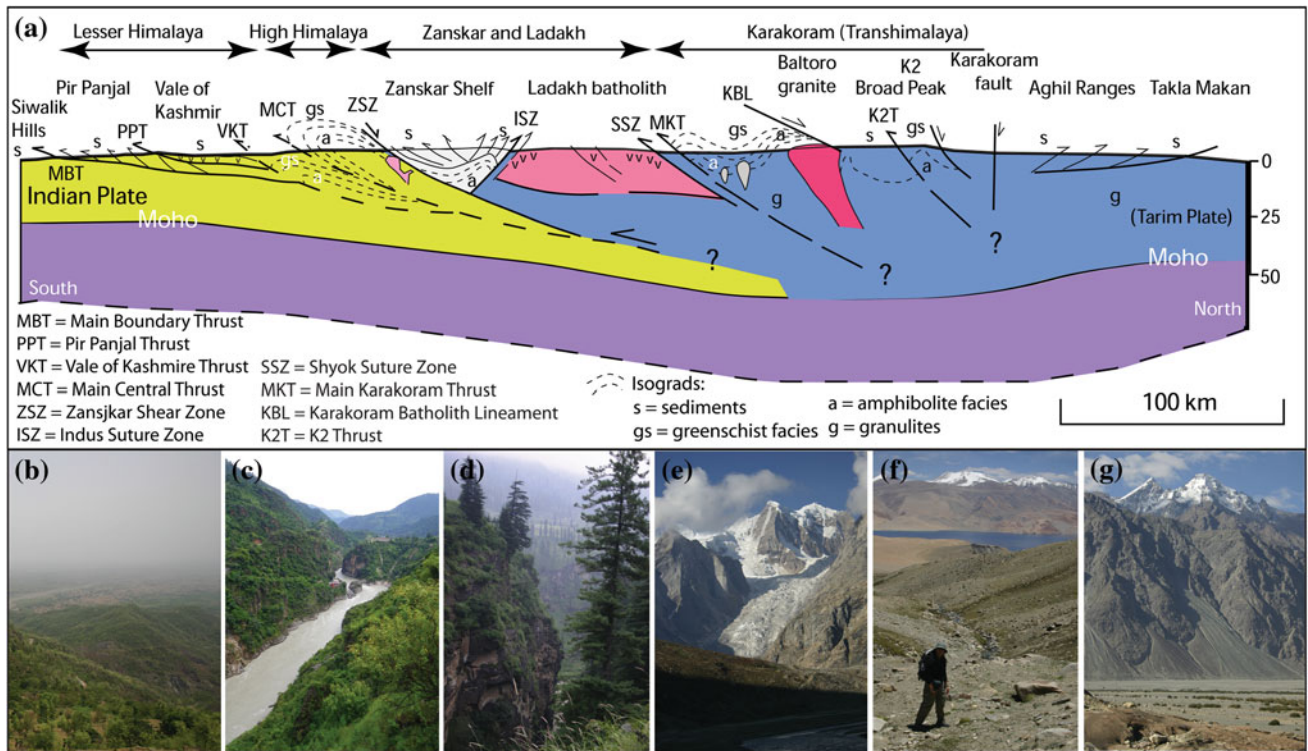 (a)
Lesser Himalaya
High Himalaya
Zanskar and Ladakh
Karakoram (Transhimalaya)
Siwalik
Hills
Pir Panjal
PPT
Vale of
Kashmir
VKT
MCT
gs
ZSZ
Zanskar Shelf
ISZ
Ladakh batholith
SSZ
MKT
KBL
Baltoro
granite
K2
Broad Peak
K2T
Karakoram
fault
Aghil Ranges
Takla Makan
s
s
s
a
s
s
gs
a
s
gs
s
s
MBT
gs
a
a
v v v
v v v v
a
g
a
g
Indian Plate
Moho
(Tarim Plate)
Moho
?
?
?
0
25
50
South
North
MBT = Main Boundary Thrust
PPT = Pir Panjal Thrust
VKT = Vale of Kashmire Thrust
MCT = Main Central Thrust
ZSZ = Zansjkar Shear Zone
ISZ = Indus Suture Zone
SSZ = Shyok Suture Zone
MKT = Main Karakoram Thrust
KBL = Karakoram Batholith Lineament
K2T = K2 Thrust
Isograds:
s = sediments
gs = greenschist facies
a = amphibolite facies
g = granulites
100 km
(b)
(c)
(d)
(e)
(f)
(g)